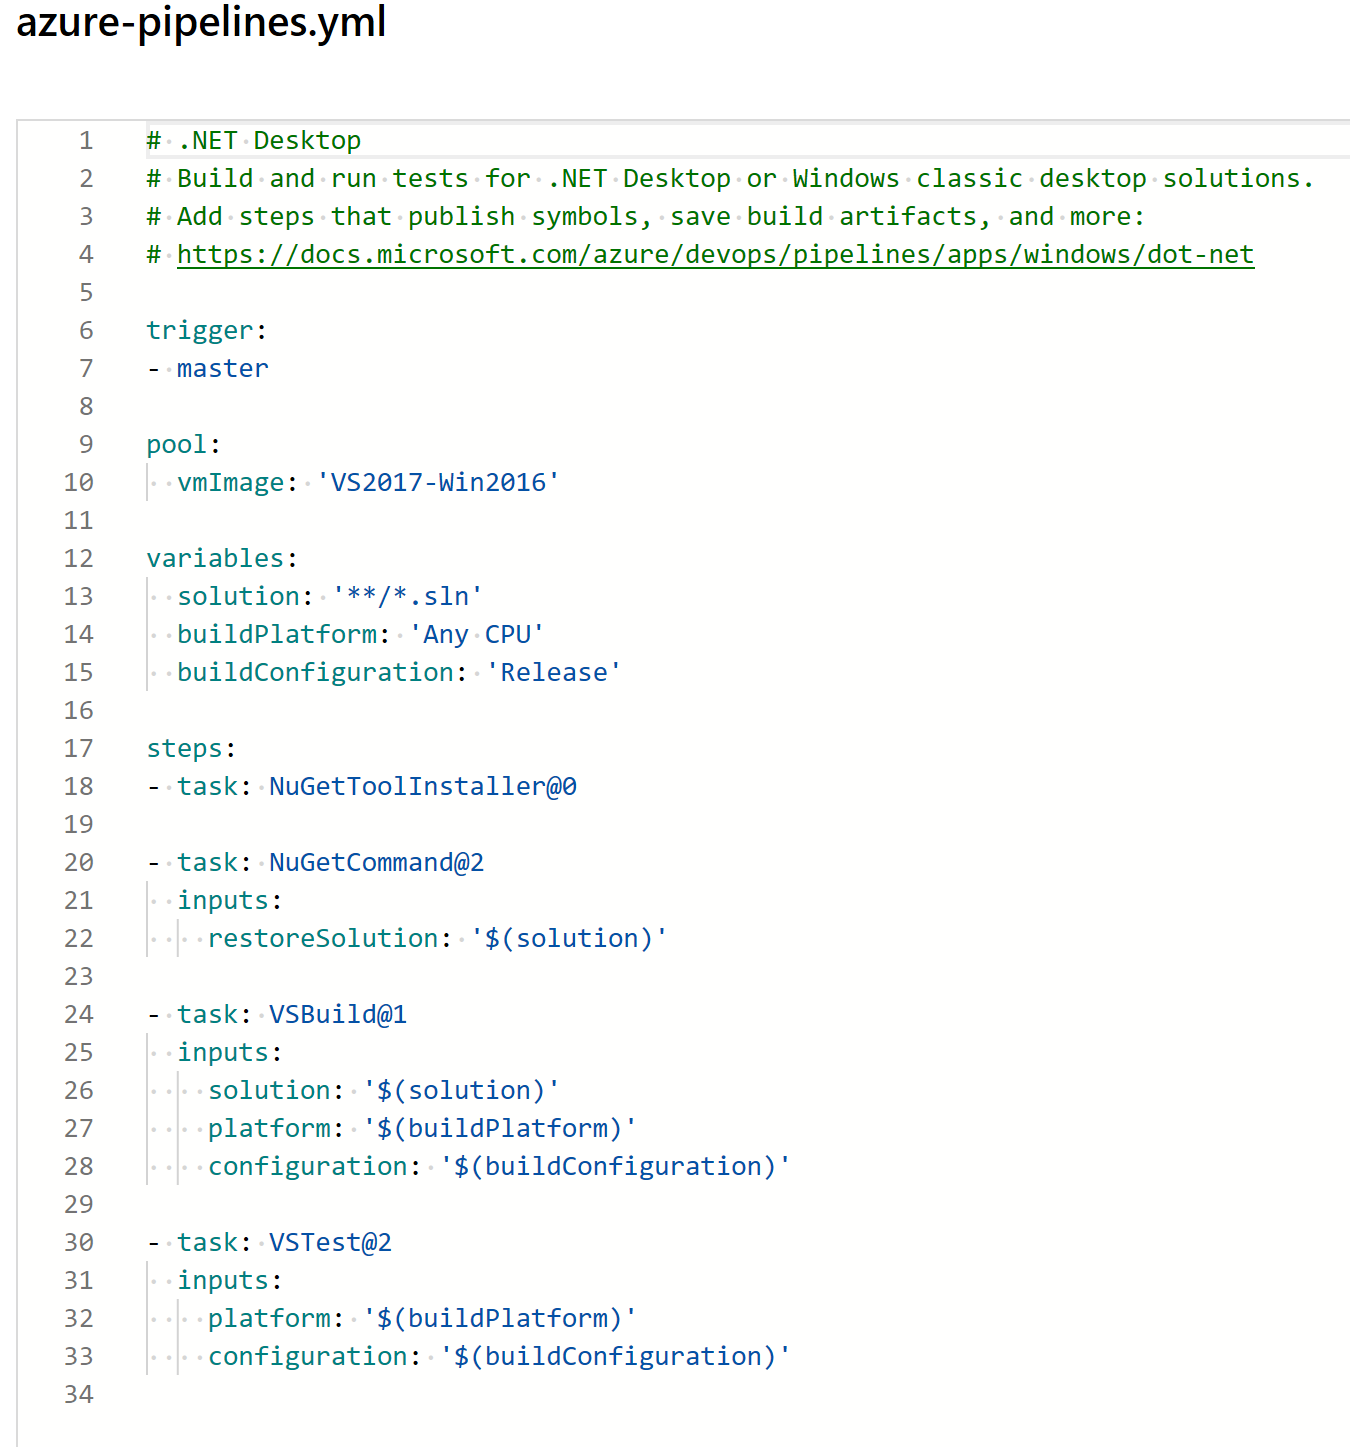 azure-pipelines.yml
1 # .NET Desktop
2 # Build and run tests for .NET Desktop or Windows classic desktop solutions.
3 # Add steps that publish symbols, save build artifacts, and more:
4 # https://docs.microsoft.com/azure/devops/pipelines/apps/windows/dot-net
5
6 trigger:
7 - master
8
9 pool:
10   vmImage: 'VS2017-Win2016'
11
12 variables:
13   solution: '**/*.sln'
14   buildPlatform: 'Any CPU'
15   buildConfiguration: 'Release'
16
17 steps:
18 - task: NuGetToolInstaller@0
19
20 - task: NuGetCommand@2
21   inputs:
22     restoreSolution: '$(solution)'
23
24 - task: VSBuild@1
25   inputs:
26     solution: '$(solution)'
27     platform: '$(buildPlatform)'
28     configuration: '$(buildConfiguration)'
29
30 - task: VSTest@2
31   inputs:
32     platform: '$(buildPlatform)'
33     configuration: '$(buildConfiguration)'
34